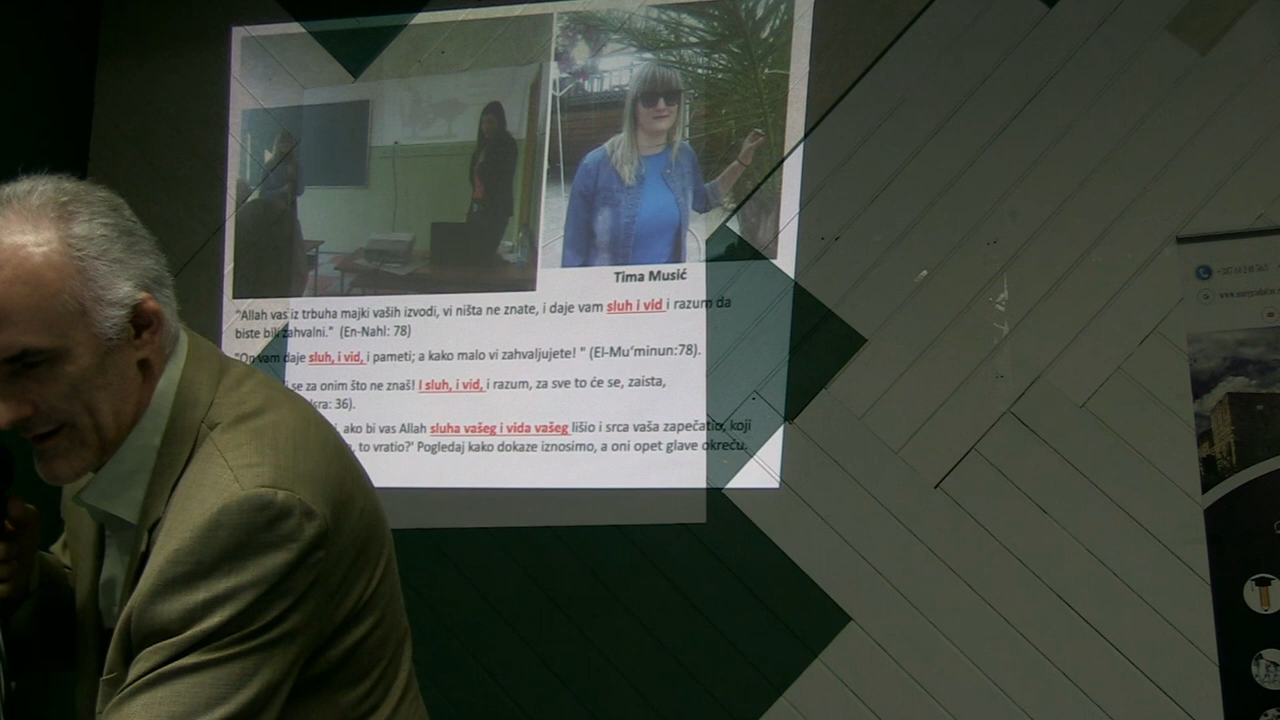 Tima Musić
"Allah vas iz trbuha majki vaših izvodi, vi ništa ne znate, i daje vam sluh i vid i razum da
biste bili zahvalni." (En-Nahl: 78)
"On vam daje sluh, i vid, i pameti; a kako malo vi zahvaljujete! " (El-Mu'minun:78).
i se za onim što ne znaš! I sluh, i vid, i razum, za sve to će se, zaista,
sra: 36).
i, ako bi vas Allah sluha vašeg i vida vašeg lišio i srca vaša zapečatio, koji
, to vratio?' Pogledaj kako dokaze iznosimo, a oni opet glave okreću.